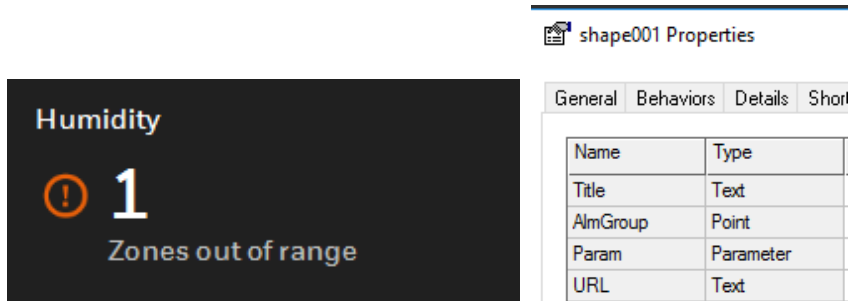 Humidity
1
Zones out of range
shape001 Properties
General Behaviors Details
Name Type
Title Text
AlmGroup Point
Param Parameter
URL Text